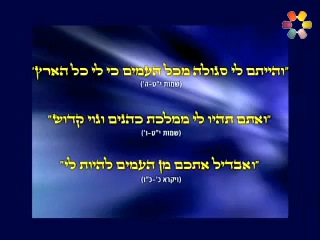 "והייתם לי סגולה מכל העמים כי לי כל הארץ"
(שמות י"ט-ה')
"ואתם תהיו לי ממלכת כהנים וגוי קדוש"
(שמות י"ט-ו')
"ואבדיל אתכם מן העמים להיות לי"
(ויקרא כ'-כ"ו)